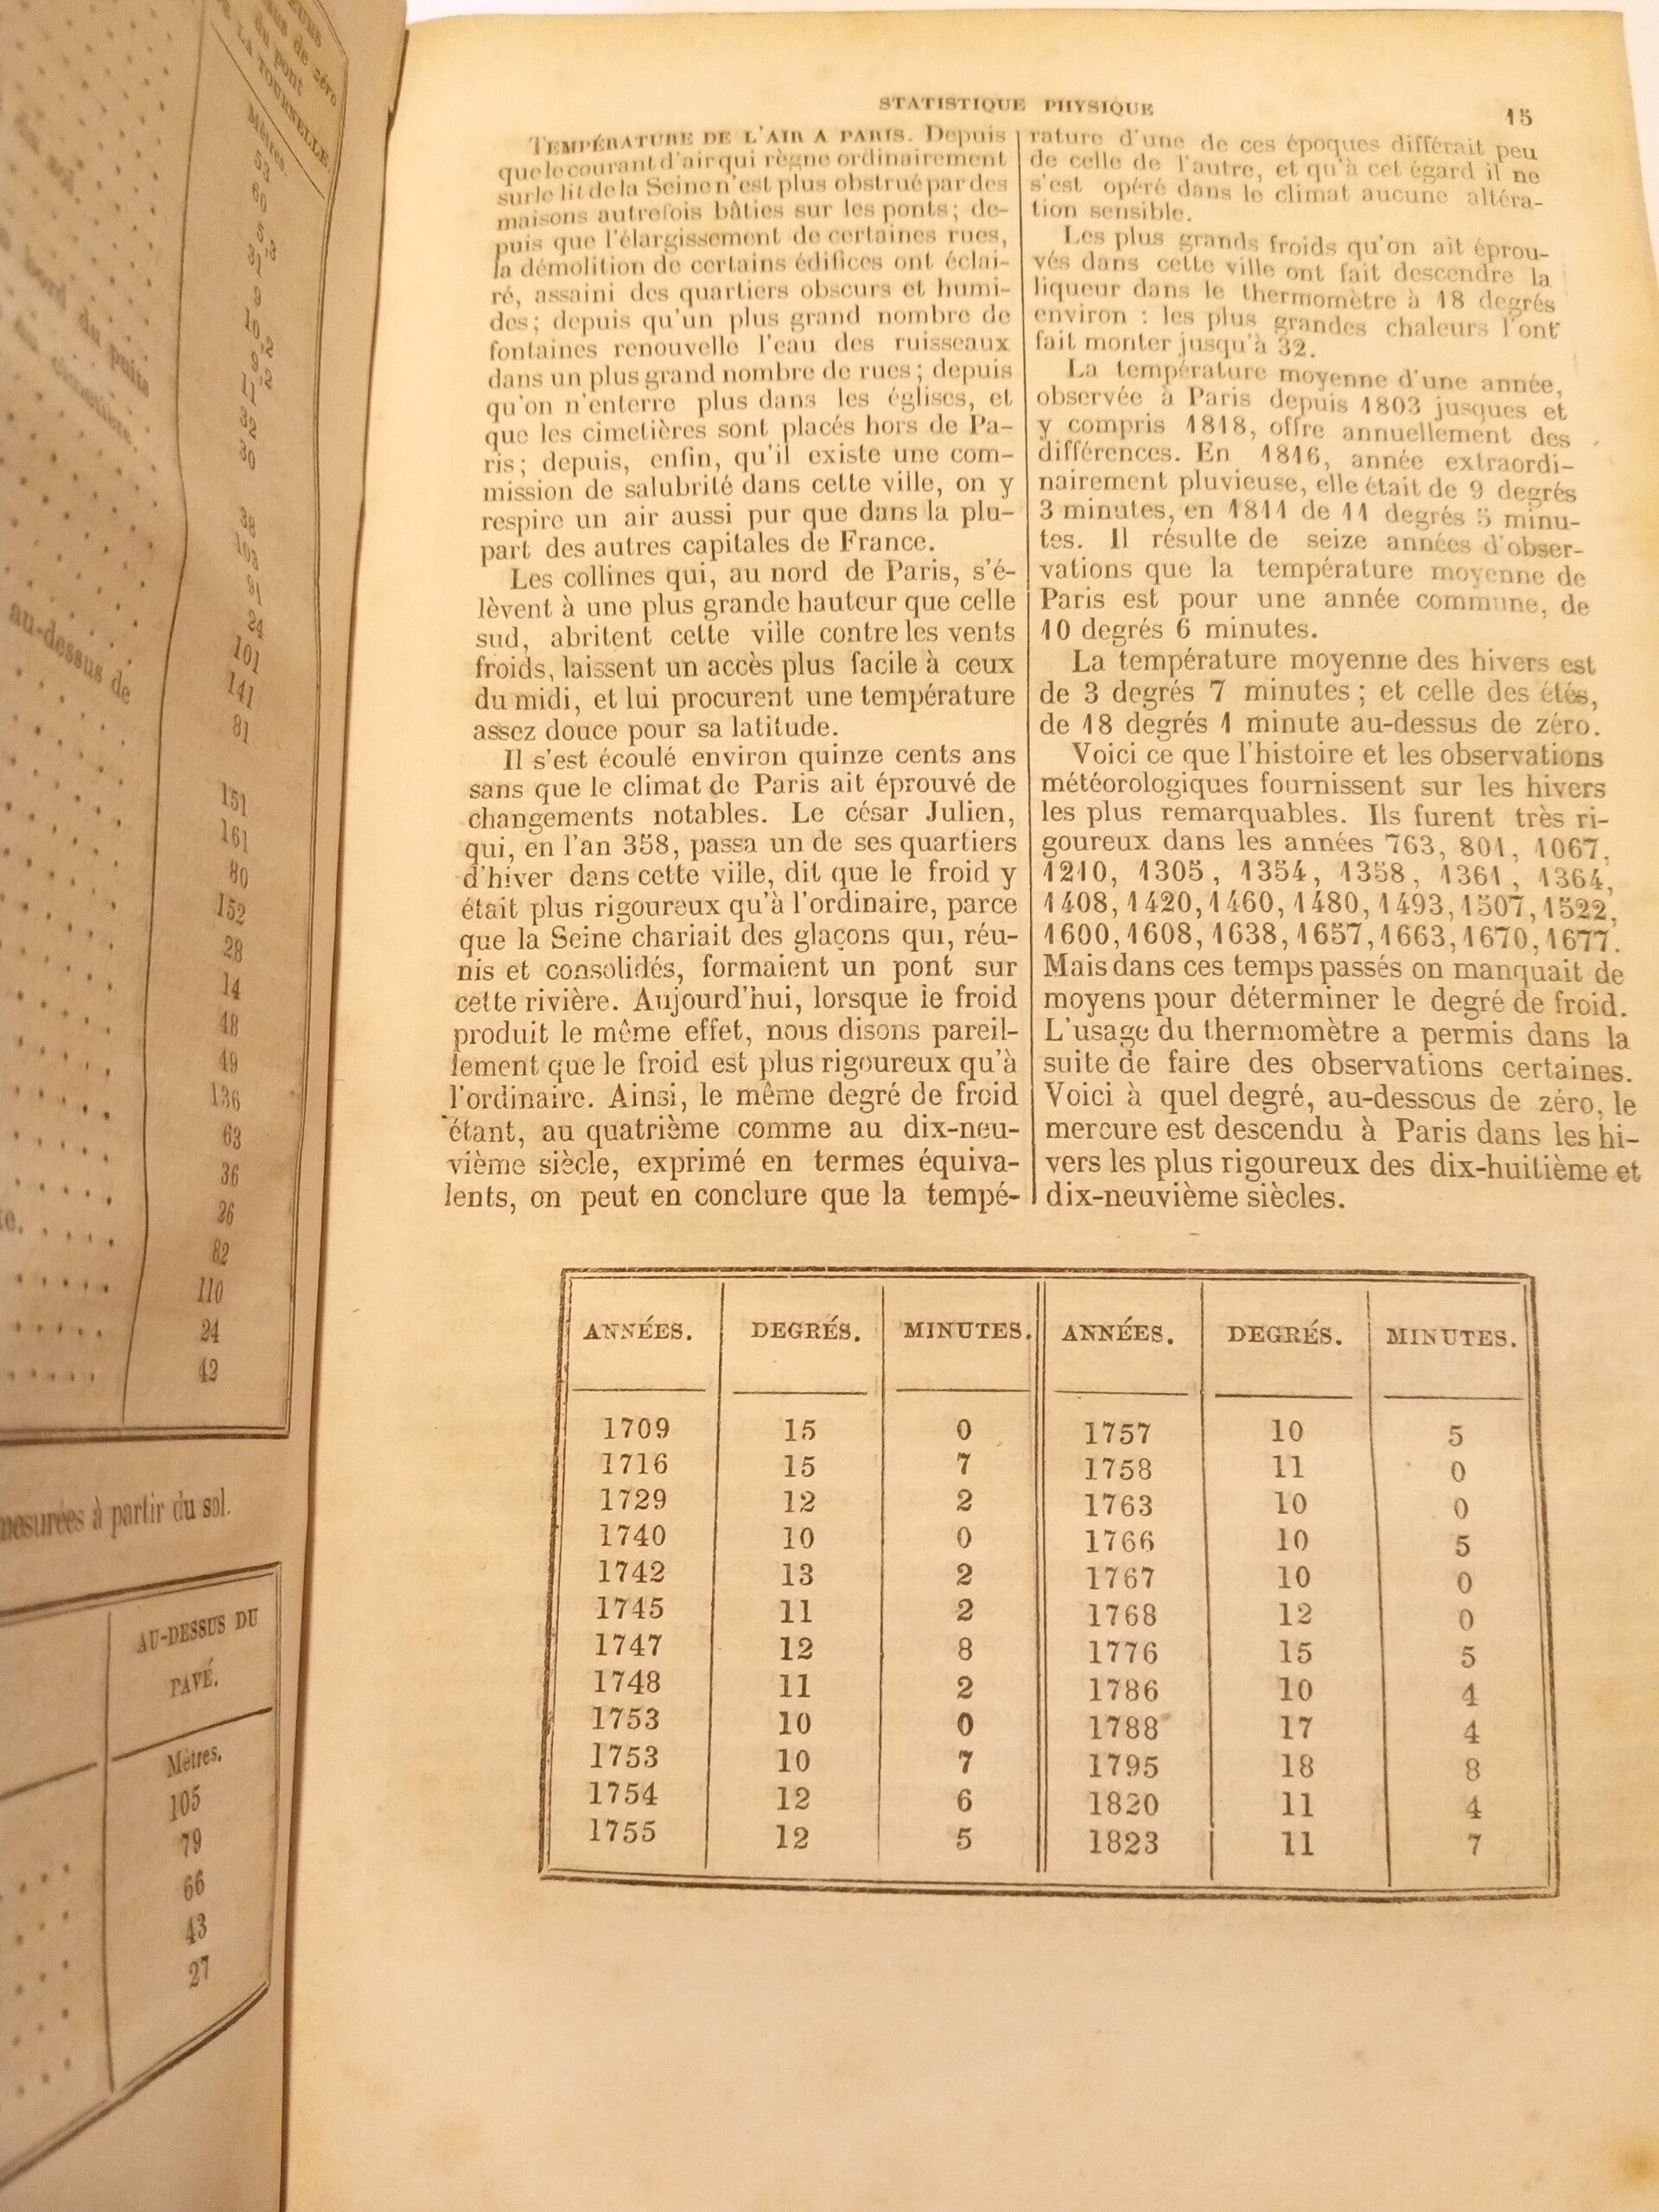 de zéro
du pont
LA TOURNELLE.
Mètres.
53
60
31
9
32
30
38
103
24
101
141
81
151
161
80
152
28
14
48
49
136
63
36
26
82
110
24
42
du puits
au-dessus de
mesurées à partir du sol.
AU-DESSUS DU
PAVÉ.
Mètres.
105
79
66
43
27
STATISTIQUE PHYSIQUE
15
TEMPÉRATURE DE L'AIR A PARIS. Depuis
que le courant d'air qui règne ordinairement
sur le lit de la Seine n'est plus obstrué par des
maisons autrefois bâties sur les ponts; de-
puis que l'élargissement de certaines rues,
la démolition de certains édifices ont éclai-
ré, assaini des quartiers obscurs et humi-
des; depuis qu'un plus grand nombre de
fontaines renouvelle l'eau des ruisseaux
dans un plus grand nombre de rues; depuis
qu'on n'enterre plus dans les églises, et
que les cimetières sont placés hors de Pa-
ris; depuis, enfin, qu'il existe une com-
mission de salubrité dans cette ville, on y
respire un air aussi pur que dans la plu-
part des autres capitales de France.
Les collines qui, au nord de Paris, s'é-
lèvent à une plus grande hauteur que celle
sud, abritent cette ville contre les vents
froids, laissent un accès plus facile à ceux
du midi, et lui procurent une température
assez douce pour sa latitude.
Il s'est écoulé environ quinze cents ans
sans que le climat de Paris ait éprouvé de
changements notables. Le césar Julien,
qui, en l'an 358, passa un de ses quartiers
d'hiver dans cette ville, dit que le froid y
était plus rigoureux qu'à l'ordinaire, parce
que la Seine chariait des glaçons qui, réu-
nis et consolidés, formaient un pont sur
cette rivière. Aujourd'hui, lorsque le froid
produit le même effet, nous disons pareil-
lement que le froid est plus rigoureux qu'à
l'ordinaire. Ainsi, le même degré de froid
étant, au quatrième comme au dix-neu-
vième siècle, exprimé en termes équiva-
lents, on peut en conclure que la tempé-
rature d'une de ces époques différait peu
de celle de l'autre, et qu'à cet égard il ne
s'est opéré dans le climat aucune altéra-
tion sensible.
Les plus grands froids qu'on ait éprou-
vés dans cette ville ont fait descendre la
liqueur dans le thermomètre à 18 degrés
environ : les plus grandes chaleurs l'ont
fait monter jusqu'à 32.
La température moyenne d'une année,
observée à Paris depuis 1803 jusques et
y compris 1818, offre annuellement des
différences. En 1816, année extraordi-
nairement pluvieuse, elle était de 9 degrés
3 minutes, en 1811 de 11 degrés 5 minu-
tes. Il résulte de seize années d'obser-
vations que la température moyenne de
Paris est pour une année commune, de
10 degrés 6 minutes.
La température moyenne des hivers est
de 3 degrés 7 minutes; et celle des étés,
de 18 degrés 1 minute au-dessus de zéro.
Voici ce que l'histoire et les observations
météorologiques fournissent sur les hivers
les plus remarquables. Ils furent très ri-
goureux dans les années 763, 801, 1067,
1210, 1305, 1354, 1358, 1361, 1364,
1408, 1420, 1460, 1480, 1493, 1507, 1522,
1600, 1608, 1638, 1657, 1663, 1670, 1677.
Mais dans ces temps passés on manquait de
moyens pour déterminer le degré de froid.
L'usage du thermomètre a permis dans la
suite de faire des observations certaines.
Voici à quel degré, au-dessous de zéro, le
mercure est descendu à Paris dans les hi-
vers les plus rigoureux des dix-huitième et
dix-neuvième siècles.
ANNÉES. DEGRÉS. MINUTES. ANNÉES. DEGRÉS. MINUTES.
1709 15 0 1757 10 5
1716 15 7 1758 11 0
1729 12 2 1763 10 0
1740 10 0 1766 10 5
1742 13 2 1767 10 0
1745 11 2 1768 12 0
1747 12 8 1776 15 5
1748 11 2 1786 10 4
1753 10 0 1788 17 4
1753 10 7 1795 18 8
1754 12 6 1820 11 4
1755 12 5 1823 11 7